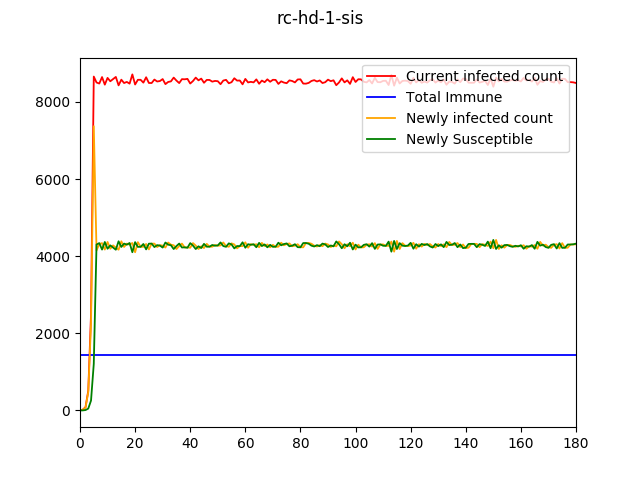 rc-hd-1-sis
Current infected count
Total Immune
Newly infected count
Newly Susceptible
8000
6000
4000
2000
0
0 20 40 60 80 100 120 140 160 180